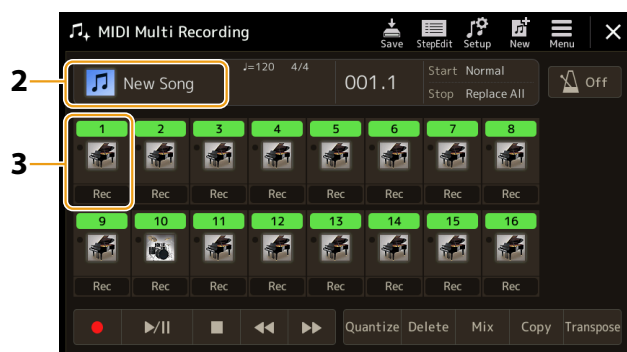 MIDI Multi Recording
Save StepEdit Setup New Menu
2
New Song ♩=120 4/4 001.1 Start Normal Off
Stop Replace All
3
1 2 3 4 5 6 7 8
Rec Rec Rec Rec Rec Rec Rec Rec
9 10 11 12 13 14 15 16
Rec Rec Rec Rec Rec Rec Rec Rec
Quantize Delete Mix Copy Transpose